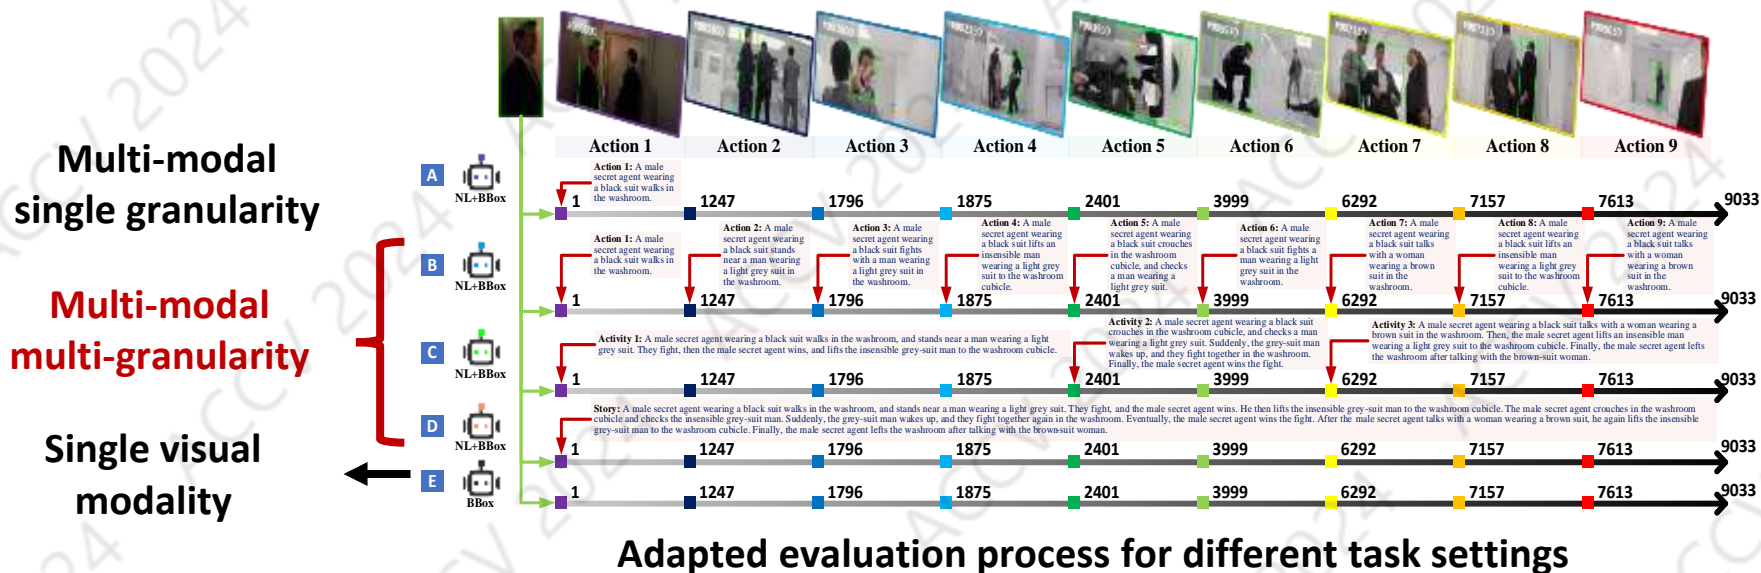 Action 1
Action 2
Action 3
Action 4
Action 5
Action 6
Action 7
Action 8
Action 9
Multi-modal
single granularity
A
NL+BBox
Action 1: A male
secret agent wearing
a black suit walks in
the washroom.
1
1247
1796
1875
2401
3999
6292
7157
7613
9033
Multi-modal
multi-granularity
B
NL+BBox
Action 1: A male
secret agent wearing
a black suit walks in
the washroom.
Action 2: A male
secret agent wearing
a black suit stands
near a man wearing
a light grey suit in
the washroom.
Action 3: A male
secret agent wearing
a black suit fights
with a man wearing
a light grey suit in
the washroom.
Action 4: A male
secret agent wearing
a black suit lifts an
insensible man
wearing a light grey
suit to the washroom
cubicle.
Action 5: A male
secret agent wearing a
black suit crouches
in the washroom
cubicle, and checks
a man wearing a
light grey suit.
Action 6: A male
secret agent wearing
a black suit fights a
man wearing a light
grey suit in the
washroom.
Action 7: A male
secret agent wearing
a black suit talks
with a woman
wearing a brown
suit in the
washroom.
Action 8: A male
secret agent wearing
a black suit lifts an
insensible man
wearing a light grey
suit to the washroom
cubicle.
Action 9: A male
secret agent wearing
a black suit talks
with a woman
wearing a brown
suit in the
washroom.
1
1247
1796
1875
2401
3999
6292
7157
7613
9033
C
NL+BBox
Activity 1: A male secret agent wearing a black suit walks in the washroom, and stands near a man wearing a light
grey suit. They fight, then the male secret agent wins, and lifts the insensible grey-suit man to the washroom cubicle.
Activity 2: A male secret agent wearing a black suit
crouches in the washroom cubicle, and checks a man
wearing a light grey suit. Suddenly, the grey-suit man
wakes up, and they fight together in the washroom.
Finally, the male secret agent wins the fight.
Activity 3: A male secret agent wearing a black suit talks with a woman wearing a
brown suit in the washroom. Then, the male secret agent lifts an insensible man
wearing a light grey suit to the washroom cubicle. Finally, the male secret agent lefts
the washroom after talking with the brown-suit woman.
1
1247
1796
1875
2401
3999
6292
7157
7613
9033
D
NL+BBox
Story: A male secret agent wearing a black suit walks in the washroom, and stands near a man wearing a light grey suit. They fight, and the male secret agent wins. He then lifts the insensible grey-suit man to the washroom cubicle. The male secret agent crouches in the washroom
cubicle and checks the insensible grey-suit man. Suddenly, the grey-suit man wakes up, and they fight together again in the washroom. Eventually, the male secret agent wins the fight. After the male secret agent talks with a woman wearing a brown suit, he again lifts the insensible
grey-suit man to the washroom cubicle. Finally, the male secret agent lefts the washroom after talking with the brown-suit woman.
1
1247
1796
1875
2401
3999
6292
7157
7613
9033
Single visual
modality
E
BBox
1
1247
1796
1875
2401
3999
6292
7157
7613
9033
Adapted evaluation process for different task settings
ACCV 2024